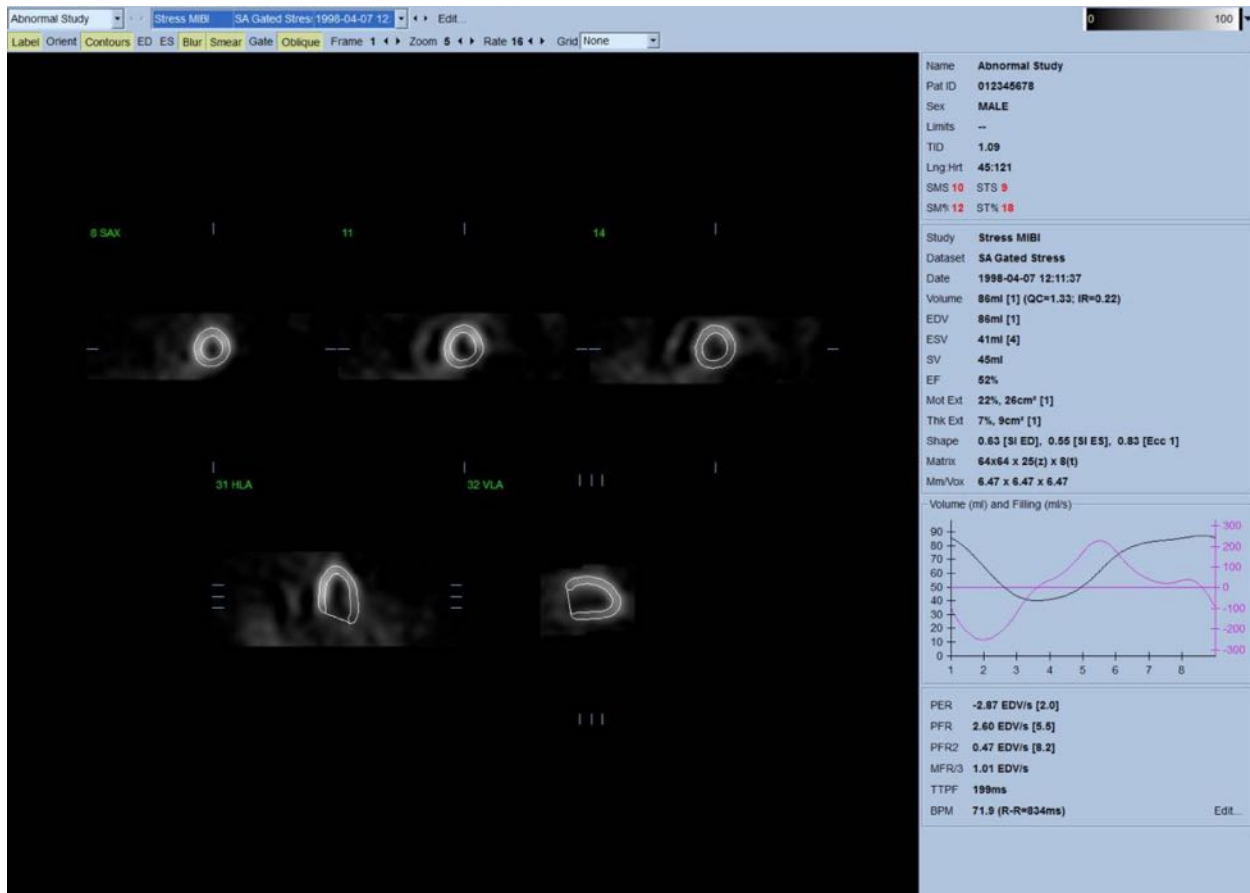 Abnormal Study Stress MIBI SA Gated Stres 1998-04-07 12: Edit...
0 100
Label Orient Contours ED ES Blur Smear Gate Oblique Frame 1 Zoom 5 Rate 16 Grid None
Name Abnormal Study
Pat ID 012345678
Sex MALE
Limits --
TID 1.09
Lng:Hrt 45:121
SMS 10 STS 9
SM% 12 ST% 18
8 SAX 11 14
Study Stress MIBI
Dataset SA Gated Stress
Date 1998-04-07 12:11:37
Volume 86ml [1] (QC=1.33; IR=0.22)
EDV 86ml [1]
ESV 41ml [4]
SV 45ml
EF 52%
Mot Ext 22%, 26cm² [1]
Thk Ext 7%, 9cm² [1]
Shape 0.63 [SI ED], 0.55 [SI ES], 0.83 [Ecc 1]
Matrix 64x64 x 25(z) x 8(t)
Mm/Vox 6.47 x 6.47 x 6.47
31 HLA 32 VLA
Volume (ml) and Filling (ml/s)
90 300
80 200
70 100
60 0
50 -100
40 -200
30 -300
20
10
0
1 2 3 4 5 6 7 8
PER -2.87 EDV/s [2.0]
PFR 2.60 EDV/s [5.5]
PFR2 0.47 EDV/s [8.2]
MFR/3 1.01 EDV/s
TTPF 199ms
BPM 71.9 (R-R=834ms) Edit...